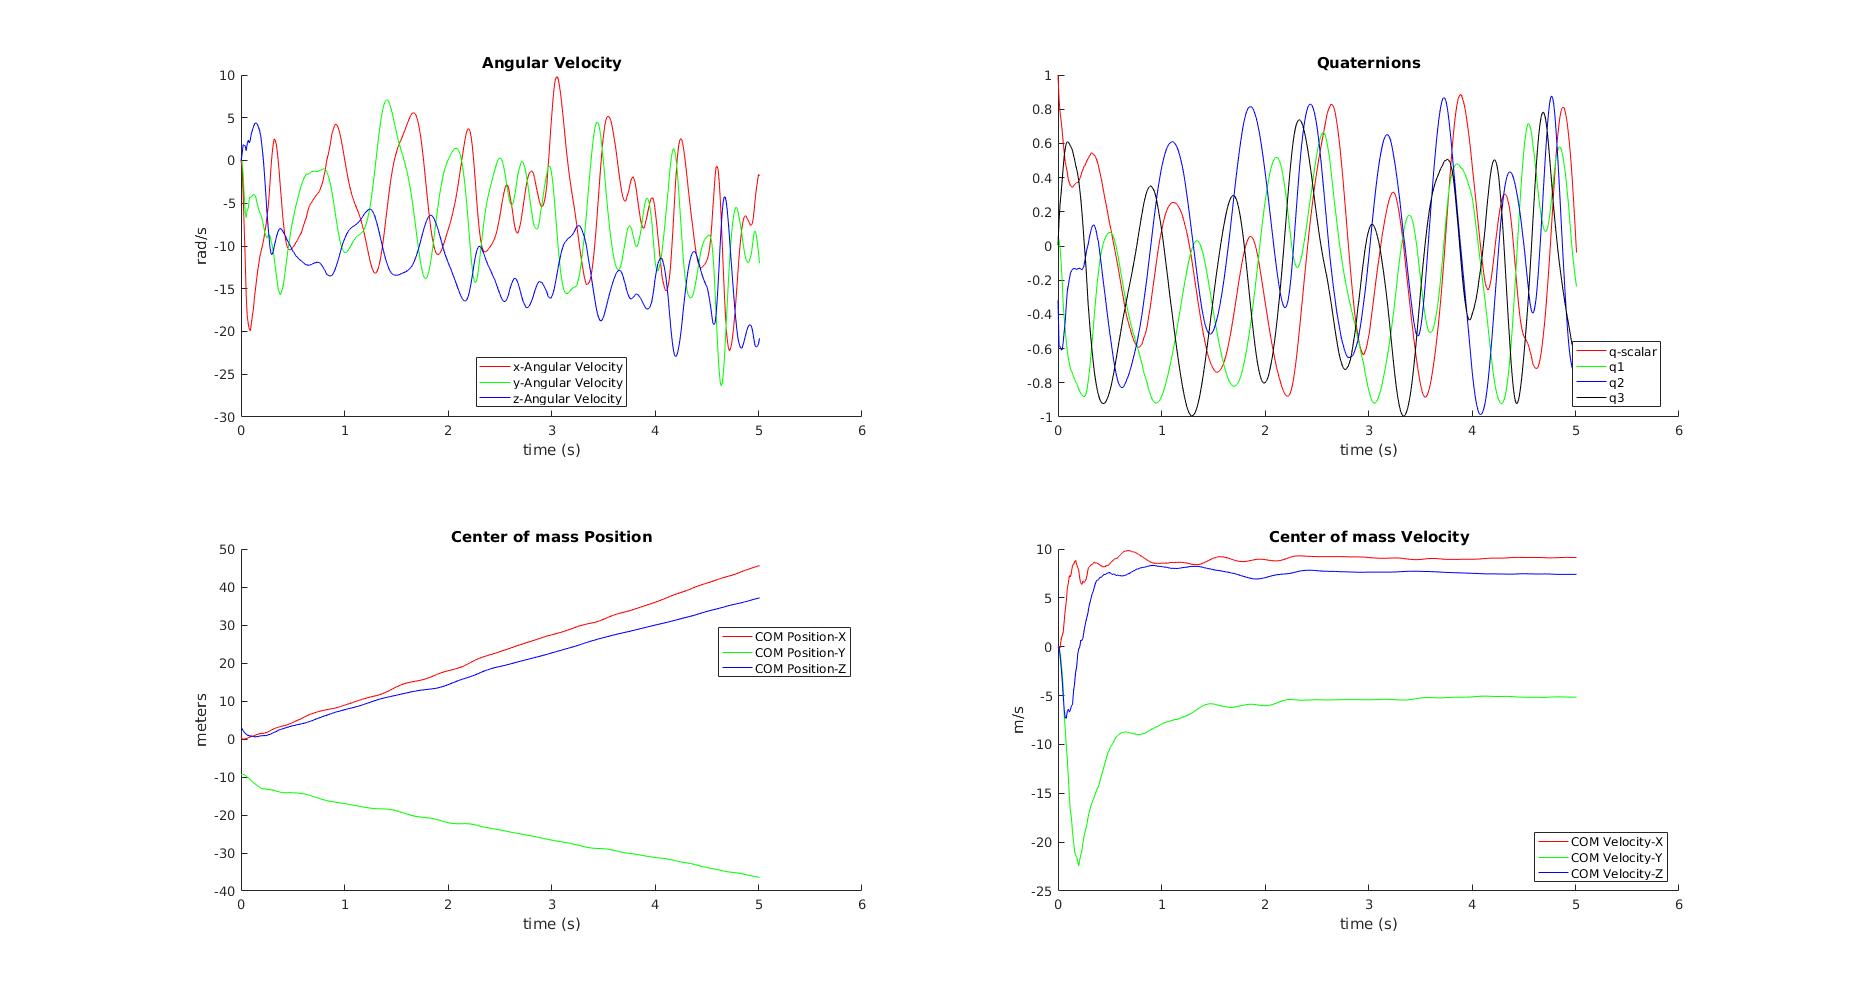 Angular Velocity
10
5
0
-5
-10
-15
-20
-25
-30
rad/s
x-Angular Velocity
y-Angular Velocity
z-Angular Velocity
0 1 2 3 4 5 6
time (s)
Quaternions
1
0.8
0.6
0.4
0.2
0
-0.2
-0.4
-0.6
-0.8
-1
q-scalar
q1
q2
q3
0 1 2 3 4 5 6
time (s)
Center of mass Position
50
40
30
20
10
0
-10
-20
-30
-40
meters
COM Position-X
COM Position-Y
COM Position-Z
0 1 2 3 4 5 6
time (s)
Center of mass Velocity
10
5
0
-5
-10
-15
-20
-25
m/s
COM Velocity-X
COM Velocity-Y
COM Velocity-Z
0 1 2 3 4 5 6
time (s)